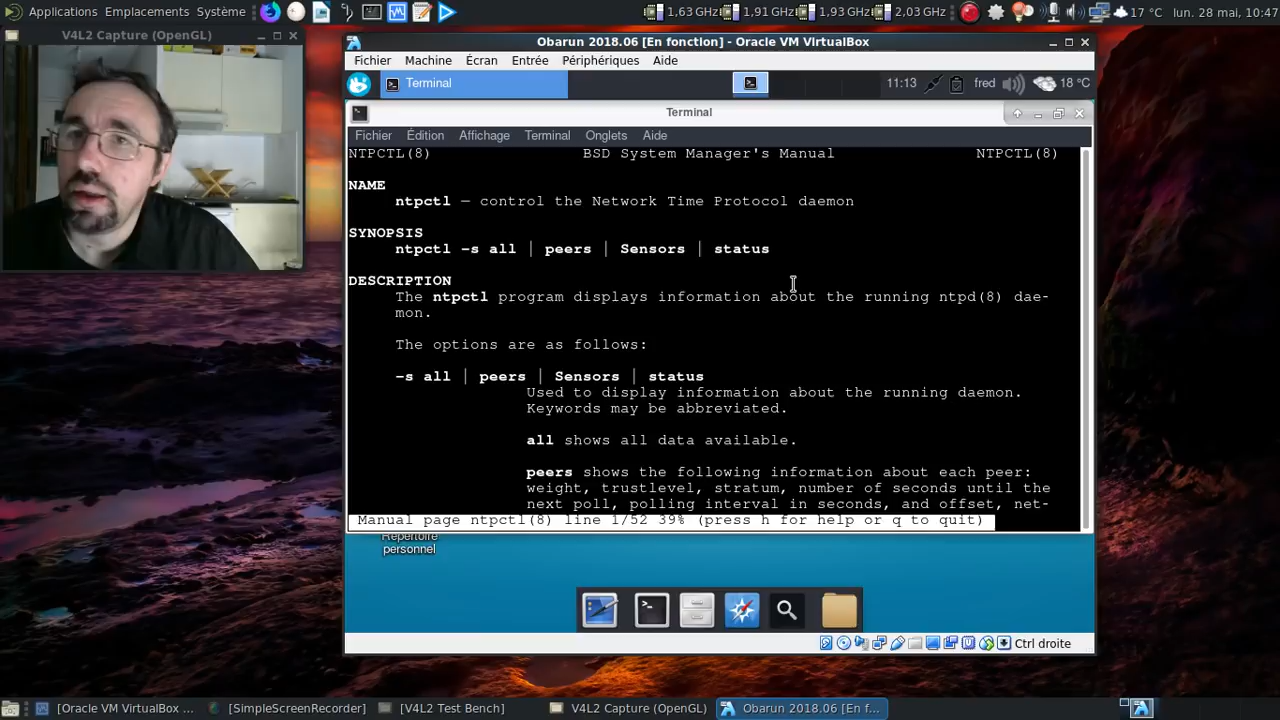 Applications Emplacements Système
1,63 GHz 1,91 GHz 1,93 GHz 2,03 GHz 17 °C lun. 28 mai, 10:47
V4L2 Capture (OpenGL)
Obarun 2018.06 [En fonction] - Oracle VM VirtualBox
Fichier Machine Écran Entrée Périphériques Aide
Terminal 11:13 fred 18 °C
Terminal
Fichier Édition Affichage Terminal Onglets Aide
NTPCTL(8) BSD System Manager's Manual NTPCTL(8)
NAME
ntpctl — control the Network Time Protocol daemon
SYNOPSIS
ntpctl -s all | peers | Sensors | status
DESCRIPTION
The ntpctl program displays information about the running ntpd(8) dae-
mon.
The options are as follows:
-s all | peers | Sensors | status
Used to display information about the running daemon.
Keywords may be abbreviated.
all shows all data available.
peers shows the following information about each peer:
weight, trustlevel, stratum, number of seconds until the
next poll, polling interval in seconds, and offset, net-
Manual page ntpctl(8) line 1/52 39% (press h for help or q to quit)
Répertoire
personnel
Ctrl droite
[Oracle VM VirtualBox ... [SimpleScreenRecorder] [V4L2 Test Bench] V4L2 Capture (OpenGL) Obarun 2018.06 [En f...